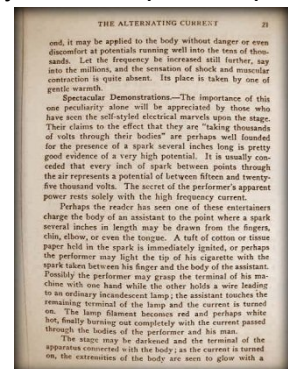 THE ALTERNATING CURRENT 21
ond, it may be applied to the body without danger or even
discomfort at potentials running well into the tens of thou-
sands. Let the frequency be increased still further, say
into the millions, and the sensation of shock and muscular
contraction is quite absent. Its place is taken by one of
gentle warmth.
Spectacular Demonstrations.—The importance of this
one peculiarity alone will be appreciated by those who
have seen the self-styled electrical marvels upon the stage.
Their claims to the effect that they are "taking thousands
of volts through their bodies" are perhaps well founded
for the presence of a spark several inches long is pretty
good evidence of a very high potential. It is usually con-
ceded that every inch of spark between points through
the air represents a potential of between fifteen and twenty-
five thousand volts. The secret of the performer's apparent
power rests solely with the high frequency current.
Perhaps the reader has seen one of these entertainers
charge the body of an assistant to the point where a spark
several inches in length may be drawn from the fingers,
chin, elbow, or even the tongue. A tuft of cotton or tissue
paper held in the spark is immediately ignited, or perhaps
the performer may light the tip of his cigarette with the
spark taken between his finger and the body of the assistant.
Possibly the performer may grasp the terminal of his ma-
chine with one hand while the other holds a wire leading
to an ordinary incandescent lamp; the assistant touches the
remaining terminal of the lamp and the current is turned
on. The lamp filament becomes red and perhaps white
hot, finally burning out completely with the current passed
through the bodies of the performer and his man.
The stage may be darkened and the terminal of the
apparatus connected with the body; as the current is turned
on, the extremities of the body are seen to glow with a